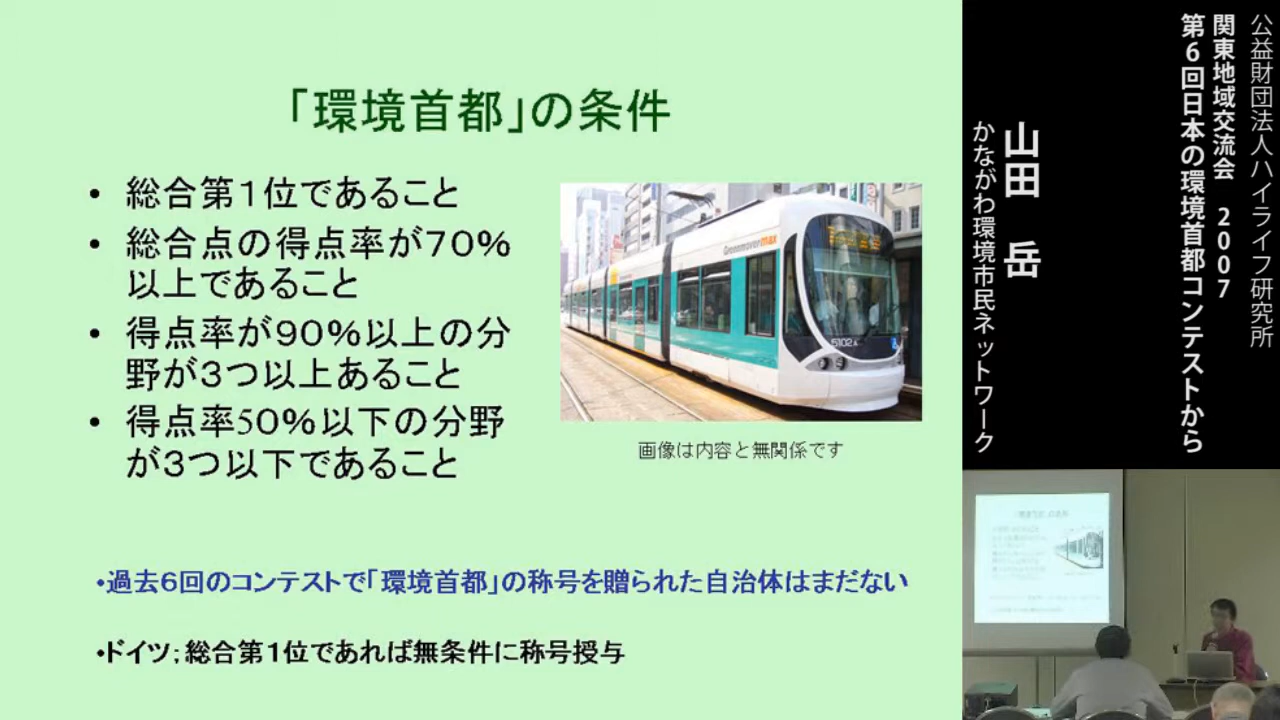 「環境首都」の条件
• 総合第1位であること
• 総合点の得点率が70%
以上であること
• 得点率が90%以上の分
野が3つ以上あること
• 得点率50%以下の分野
が3つ以下であること
Greenmovermax
5102A
画像は内容と無関係です
•過去6回のコンテストで「環境首都」の称号を贈られた自治体はまだない
•ドイツ;総合第1位であれば無条件に称号授与
公益財団法人ハイライフ研究所
関東地域交流会 2007
第6回日本の環境首都コンテストから
山田 岳
かながわ環境市民ネットワーク